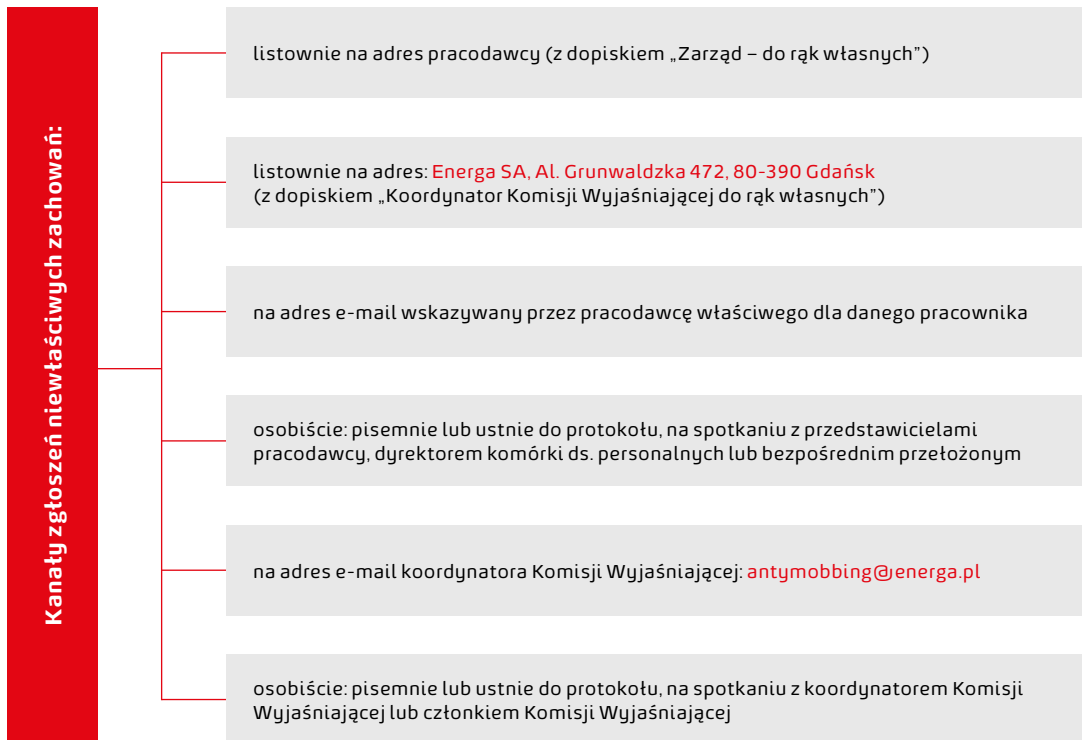 Kanały zgłoszeń niewłaściwych zachowań:
listownie na adres pracodawcy (z dopiskiem „Zarząd – do rąk własnych”)
listownie na adres: Energa SA, Al. Grunwaldzka 472, 80-390 Gdańsk
(z dopiskiem „Koordynator Komisji Wyjaśniającej do rąk własnych”)
na adres e-mail wskazywany przez pracodawcę właściwego dla danego pracownika
osobiście: pisemnie lub ustnie do protokołu, na spotkaniu z przedstawicielami
pracodawcy, dyrektorem komórki ds. personalnych lub bezpośrednim przełożonym
na adres e-mail koordynatora Komisji Wyjaśniającej: antymobbing@energa.pl
osobiście: pisemnie lub ustnie do protokołu, na spotkaniu z koordynatorem Komisji
Wyjaśniającej lub członkiem Komisji Wyjaśniającej